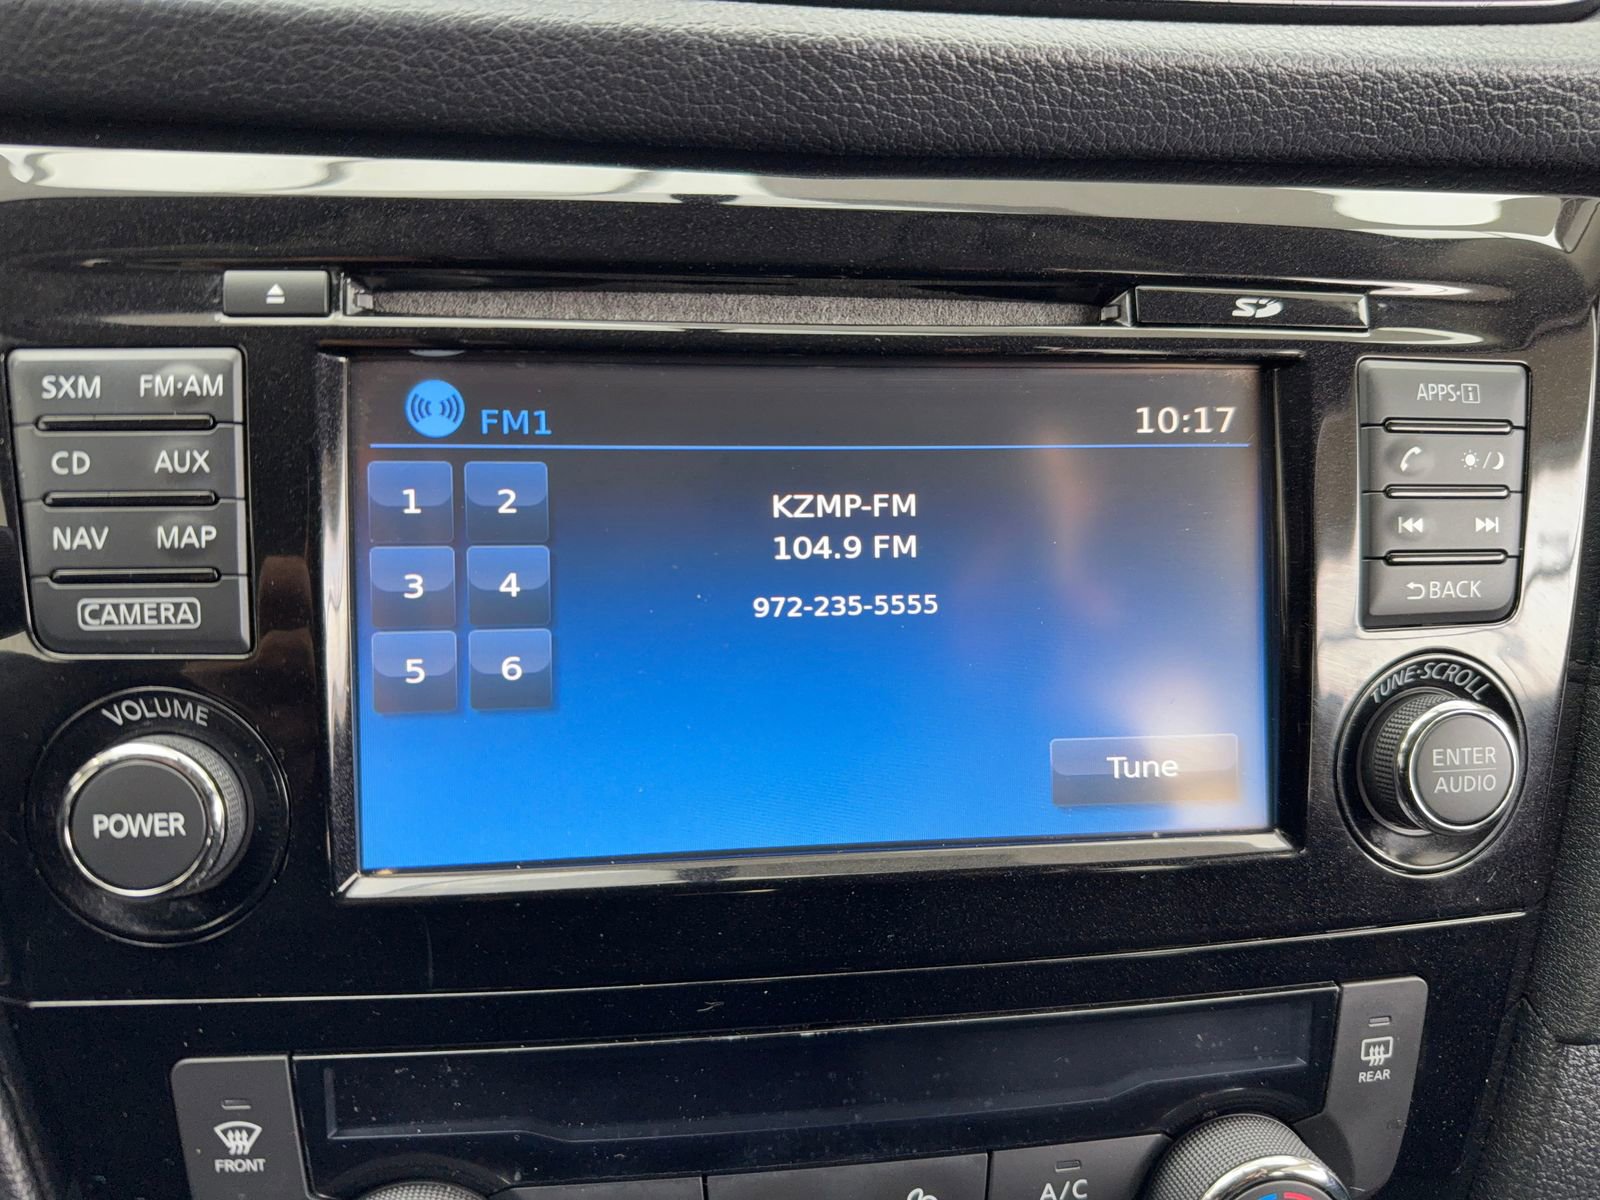 SD
SXM FM·AM
CD AUX
NAV MAP
CAMERA
VOLUME
POWER
FM1 10:17
1 2
3 4
5 6
KZMP-FM
104.9 FM
972-235-5555
Tune
APPS·i
BACK
TUNE·SCROLL
ENTER
AUDIO
FRONT
A/C
REAR